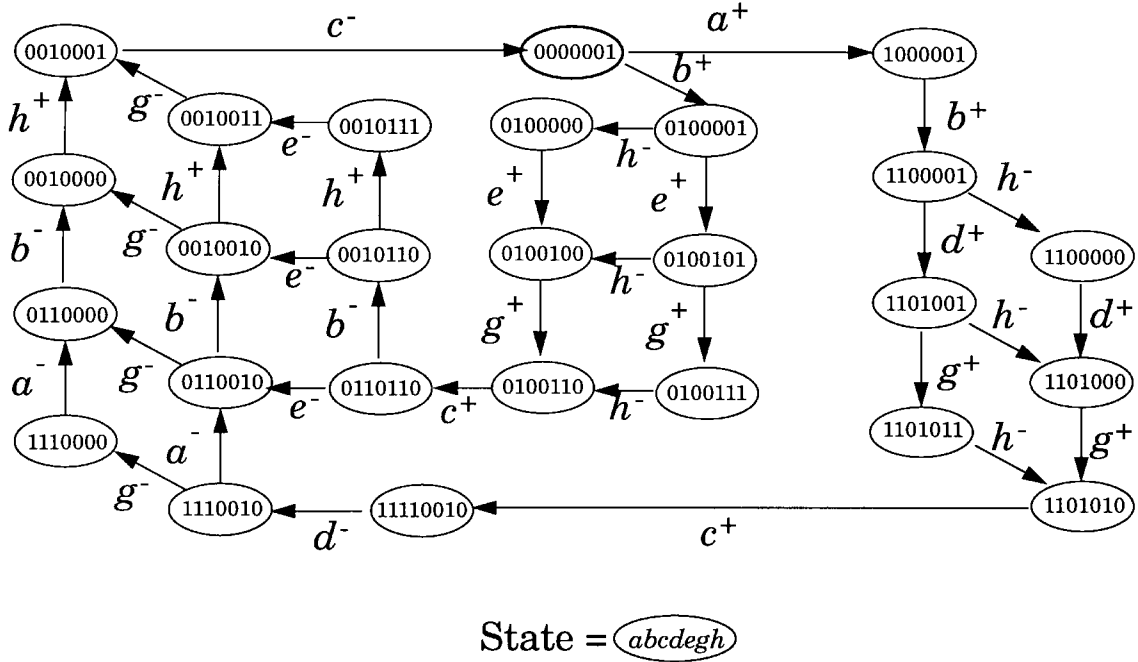 c⁻ a⁺
0010001 0000001 1000001
g⁻ b⁺
h⁺ 0010011 0010111 0100000 0100001 b⁺
e⁻ h⁻
0010000 h⁺ h⁺ e⁺ e⁺ 1100001 h⁻
g⁻ 0010010 0010110 0100100 0100101 d⁺ 1100000
b⁻ e⁻ h⁻
0110000 b⁻ b⁻ g⁺ g⁺ 1101001 h⁻ d⁺
g⁻ 0110010 0110110 0100110 0100111 1101000
a⁻ e⁻ c⁺ h⁻ g⁺
1110000 a⁻ 1101011 h⁻ g⁺
g⁻ 1110010 11110010 1101010
d⁻ c⁺
State = abcdegh